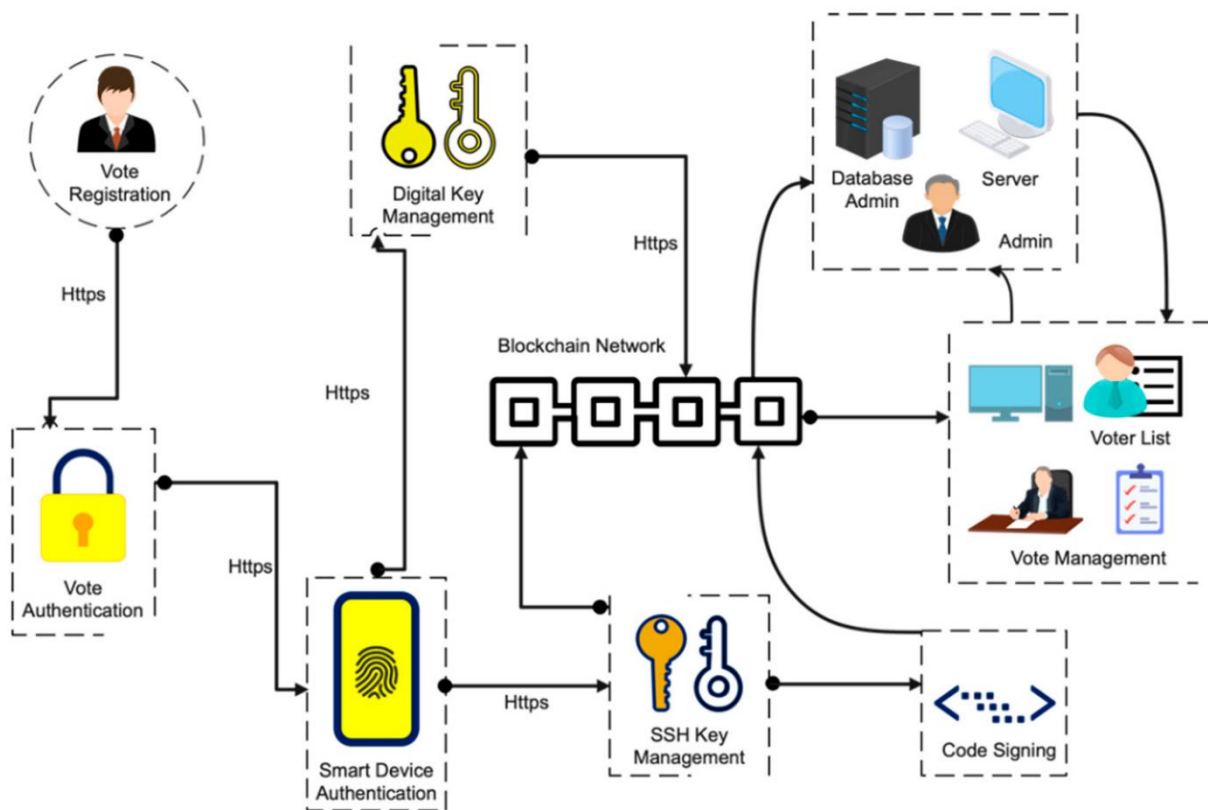 Vote
Registration
Https
Digital Key
Management
Https
Database
Admin
Server
Admin
Blockchain Network
Https
Voter List
Vote Management
Vote
Authentication
Https
Smart Device
Authentication
Https
SSH Key
Management
Code Signing